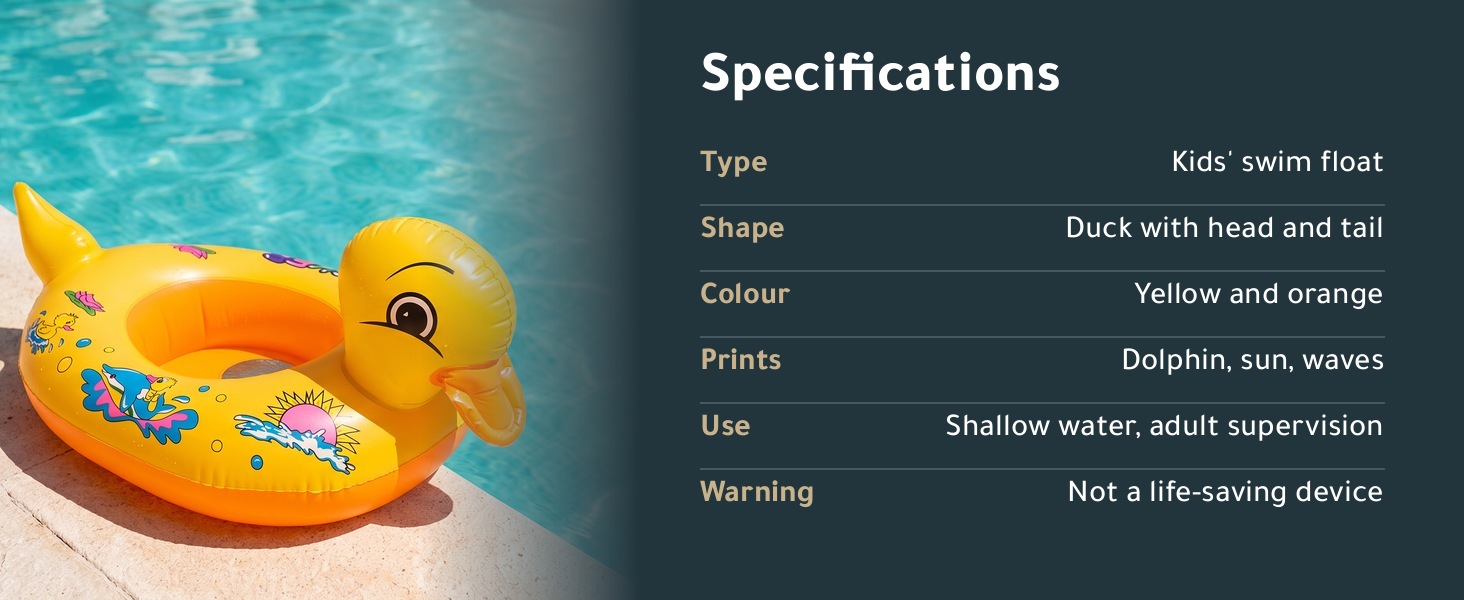 Specifications
Type Kids' swim float
Shape Duck with head and tail
Colour Yellow and orange
Prints Dolphin, sun, waves
Use Shallow water, adult supervision
Warning Not a life-saving device